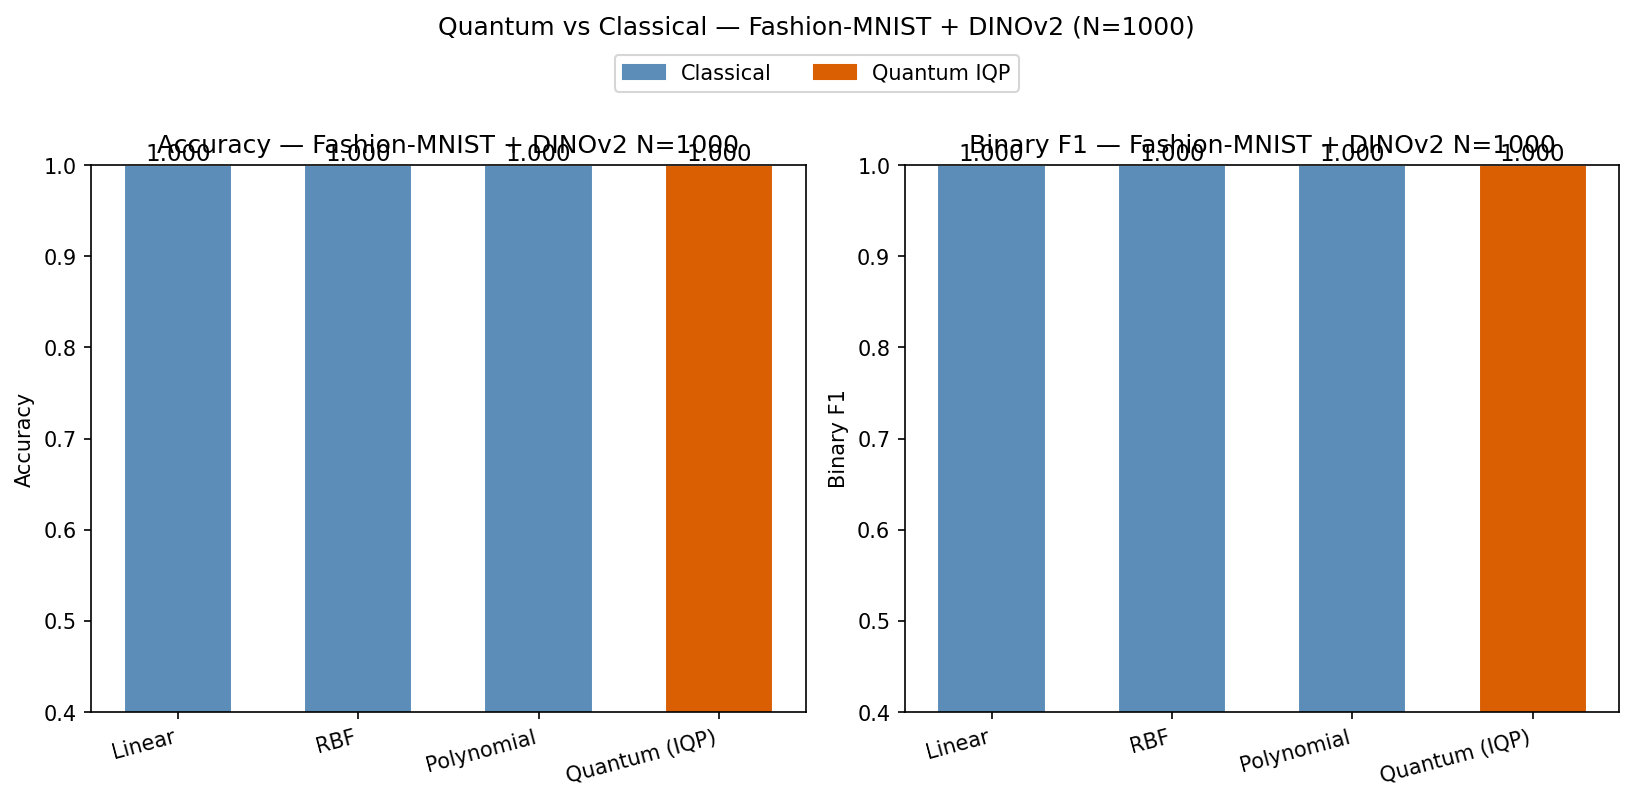 Quantum vs Classical — Fashion-MNIST + DINOv2 (N=1000)
Classical
Quantum IQP
Accuracy — Fashion-MNIST + DINOv2 N=1000
1.000
1.000
1.000
1.000
1.0
0.9
0.8
0.7
0.6
0.5
0.4
Accuracy
Linear
RBF
Polynomial
Quantum (IQP)
Binary F1 — Fashion-MNIST + DINOv2 N=1000
1.000
1.000
1.000
1.000
1.0
0.9
0.8
0.7
0.6
0.5
0.4
Binary F1
Linear
RBF
Polynomial
Quantum (IQP)